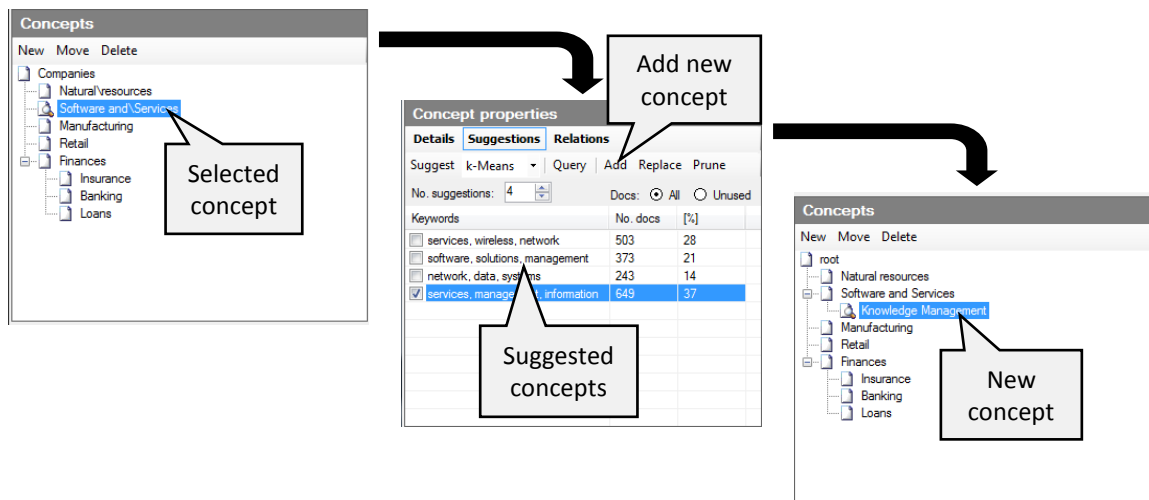 Concepts
New Move Delete
Companies
Natural\resources
Software and\Services
Manufacturing
Retail
Finances
Insurance
Banking
Loans
Selected
concept
Add new
concept
Concept properties
Details Suggestions Relations
Suggest k-Means Query Add Replace Prune
No. suggestions: 4 Docs: All Unused
Keywords No. docs [%]
services, wireless, network 503 28
software, solutions, management 373 21
network, data, systems 243 14
services, management, information 649 37
Suggested
concepts
Concepts
New Move Delete
root
Natural resources
Software and Services
Knowledge Management
Manufacturing
Retail
Finances
Insurance
Banking
Loans
New
concept